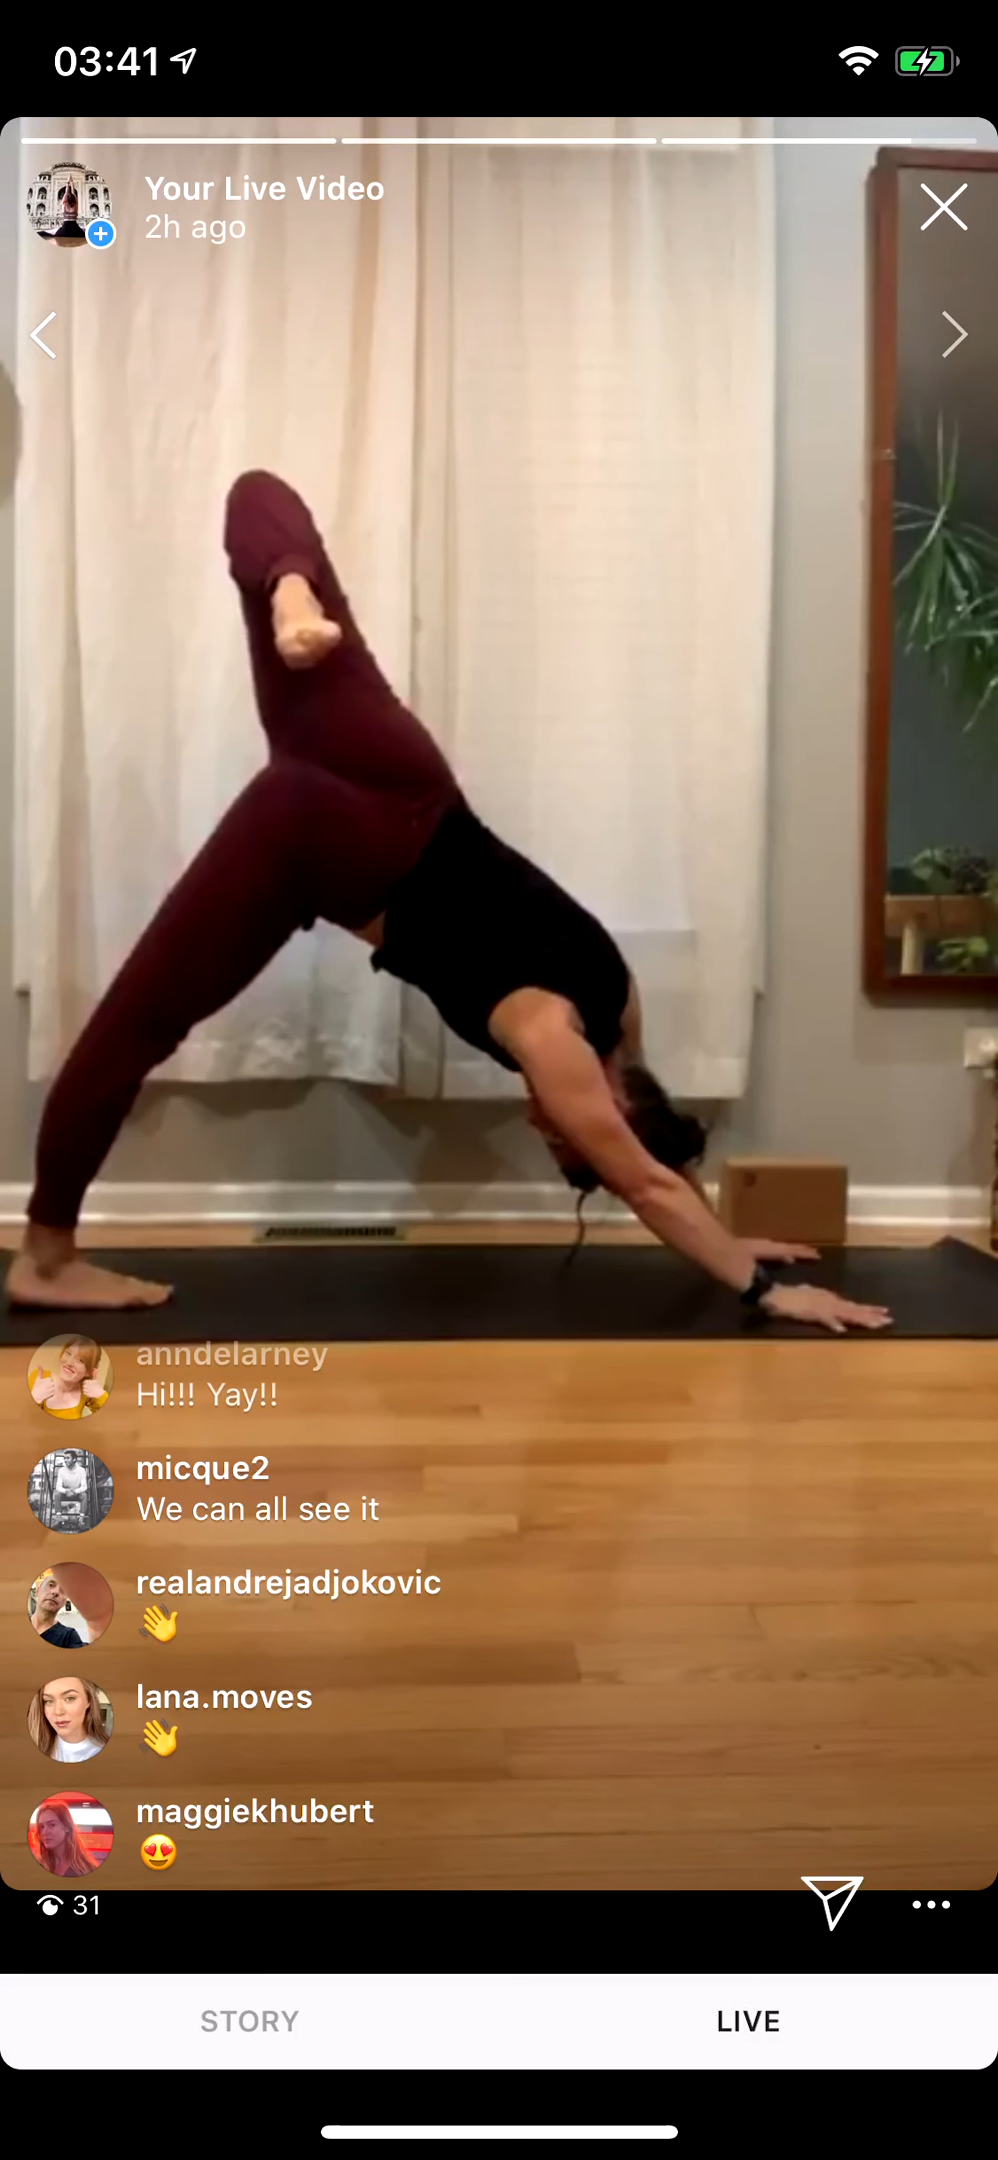 03:41
Your Live Video
2h ago
anndelarney
Hi!!! Yay!!
micque2
We can all see it
realandrejadjokovic
👋
lana.moves
👋
maggiekhubert
😍
31
STORY
LIVE